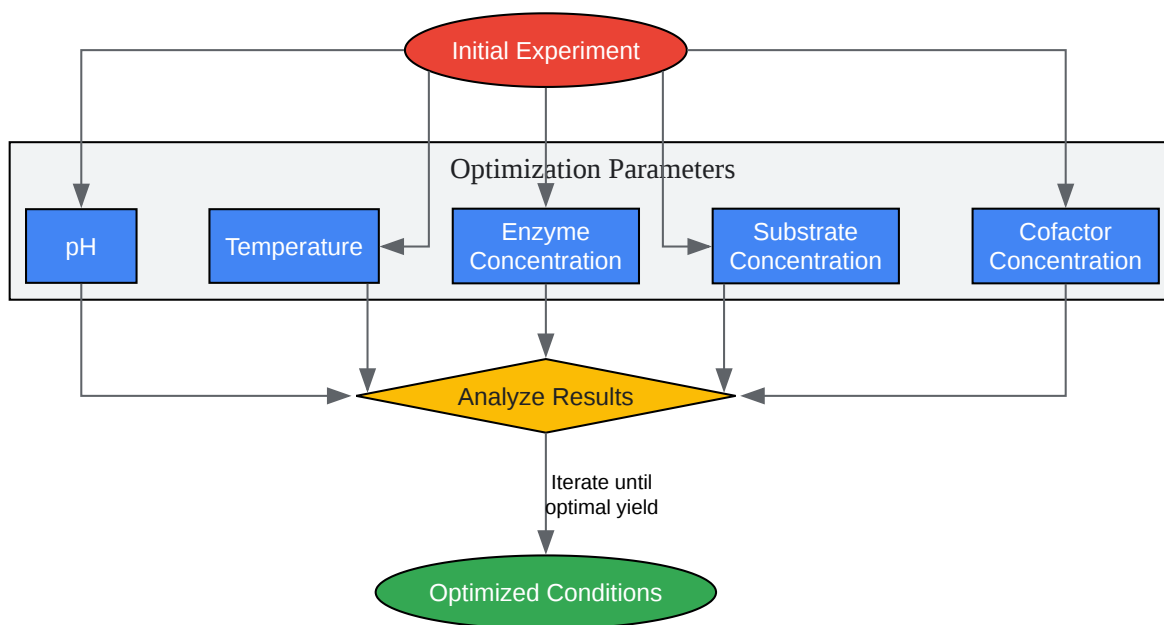 Initial Experiment
Optimization Parameters
pH
Temperature
Enzyme
Concentration
Substrate
Concentration
Cofactor
Concentration
Analyze Results
Iterate until
optimal yield
Optimized Conditions